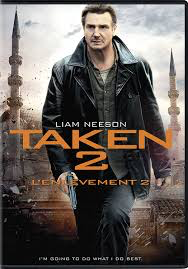 LIAM NEESON
TAKEN
2
L'ENLÈVEMENT 2
I'M GOING TO DO WHAT I DO BEST.